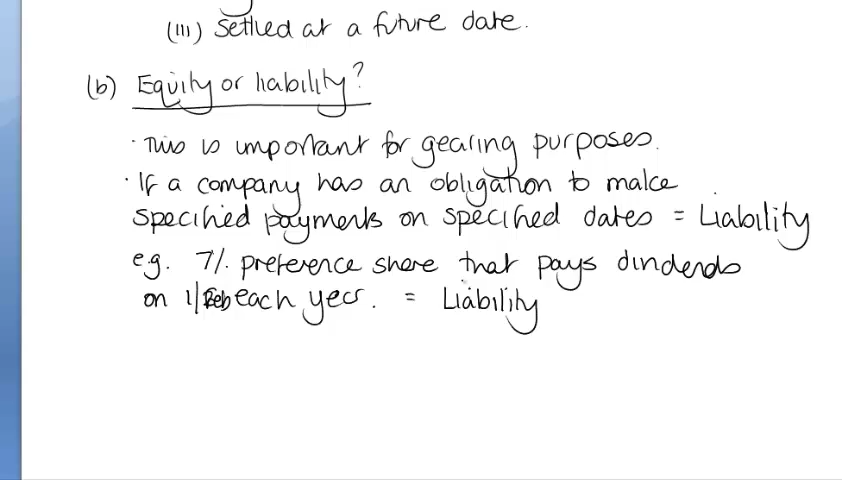 (III) Settled at a future date.
(b) Equity or liability?
· This is important for gearing purposes.
· If a company has an obligation to make
specified payments on specified dates = Liability
e.g. 7% preference share that pays dividends
on 1/Feb each year. = Liability